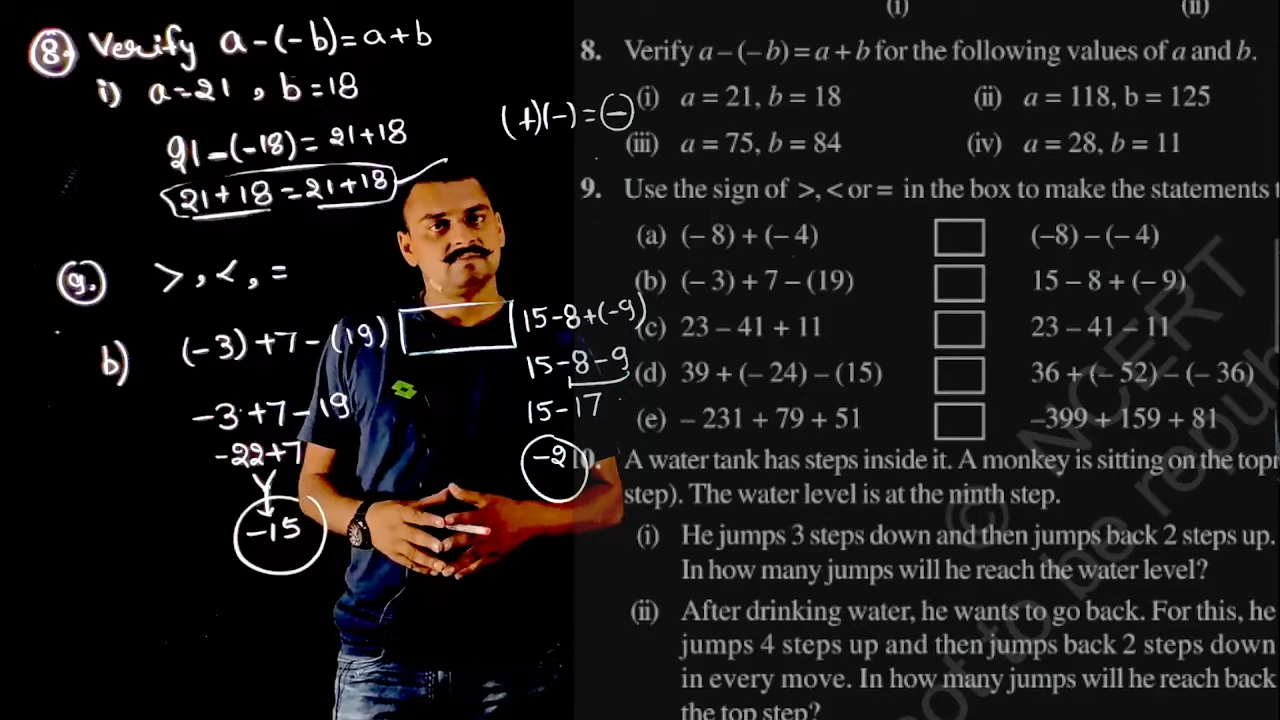 8. Verify a-(-b)=a+b
i) a=21 , b=18
21-(-18)=21+18
21+18=21+18
(+)(-)=-
9. >,<,=
b) (-3)+7-(19) 15-8+(-9)
-3+7-19 15-8-9
-22+7 15-17
-15 -2
(i) (ii)
8. Verify a – (– b) = a + b for the following values of a and b.
(i) a = 21, b = 18 (ii) a = 118, b = 125
(iii) a = 75, b = 84 (iv) a = 28, b = 11
9. Use the sign of >, < or = in the box to make the statements
(a) (– 8) + (– 4) (–8) – (– 4)
(b) (– 3) + 7 – (19) 15 – 8 + (– 9)
(c) 23 – 41 + 11 23 – 41 – 11
(d) 39 + (– 24) – (15) 36 + (– 52) – (– 36)
(e) – 231 + 79 + 51 –399 + 159 + 81
10. A water tank has steps inside it. A monkey is sitting on the
step). The water level is at the ninth step.
(i) He jumps 3 steps down and then jumps back 2 steps up.
In how many jumps will he reach the water level?
(ii) After drinking water, he wants to go back. For this, he
jumps 4 steps up and then jumps back 2 steps down
in every move. In how many jumps will he reach back
the top step?
© NCERT
not to be